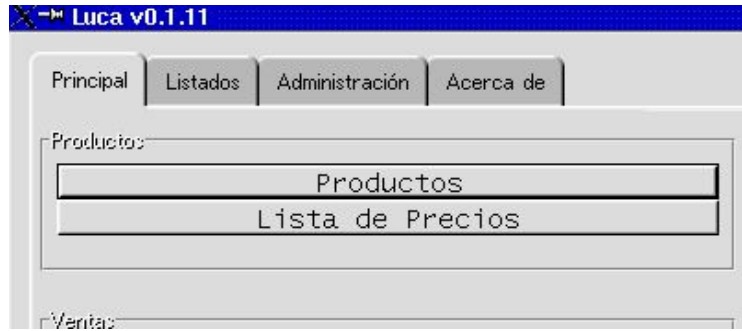 Luca v0.1.11
Principal Listados Administración Acerca de
Productos
Productos
Lista de Precios
Ventas